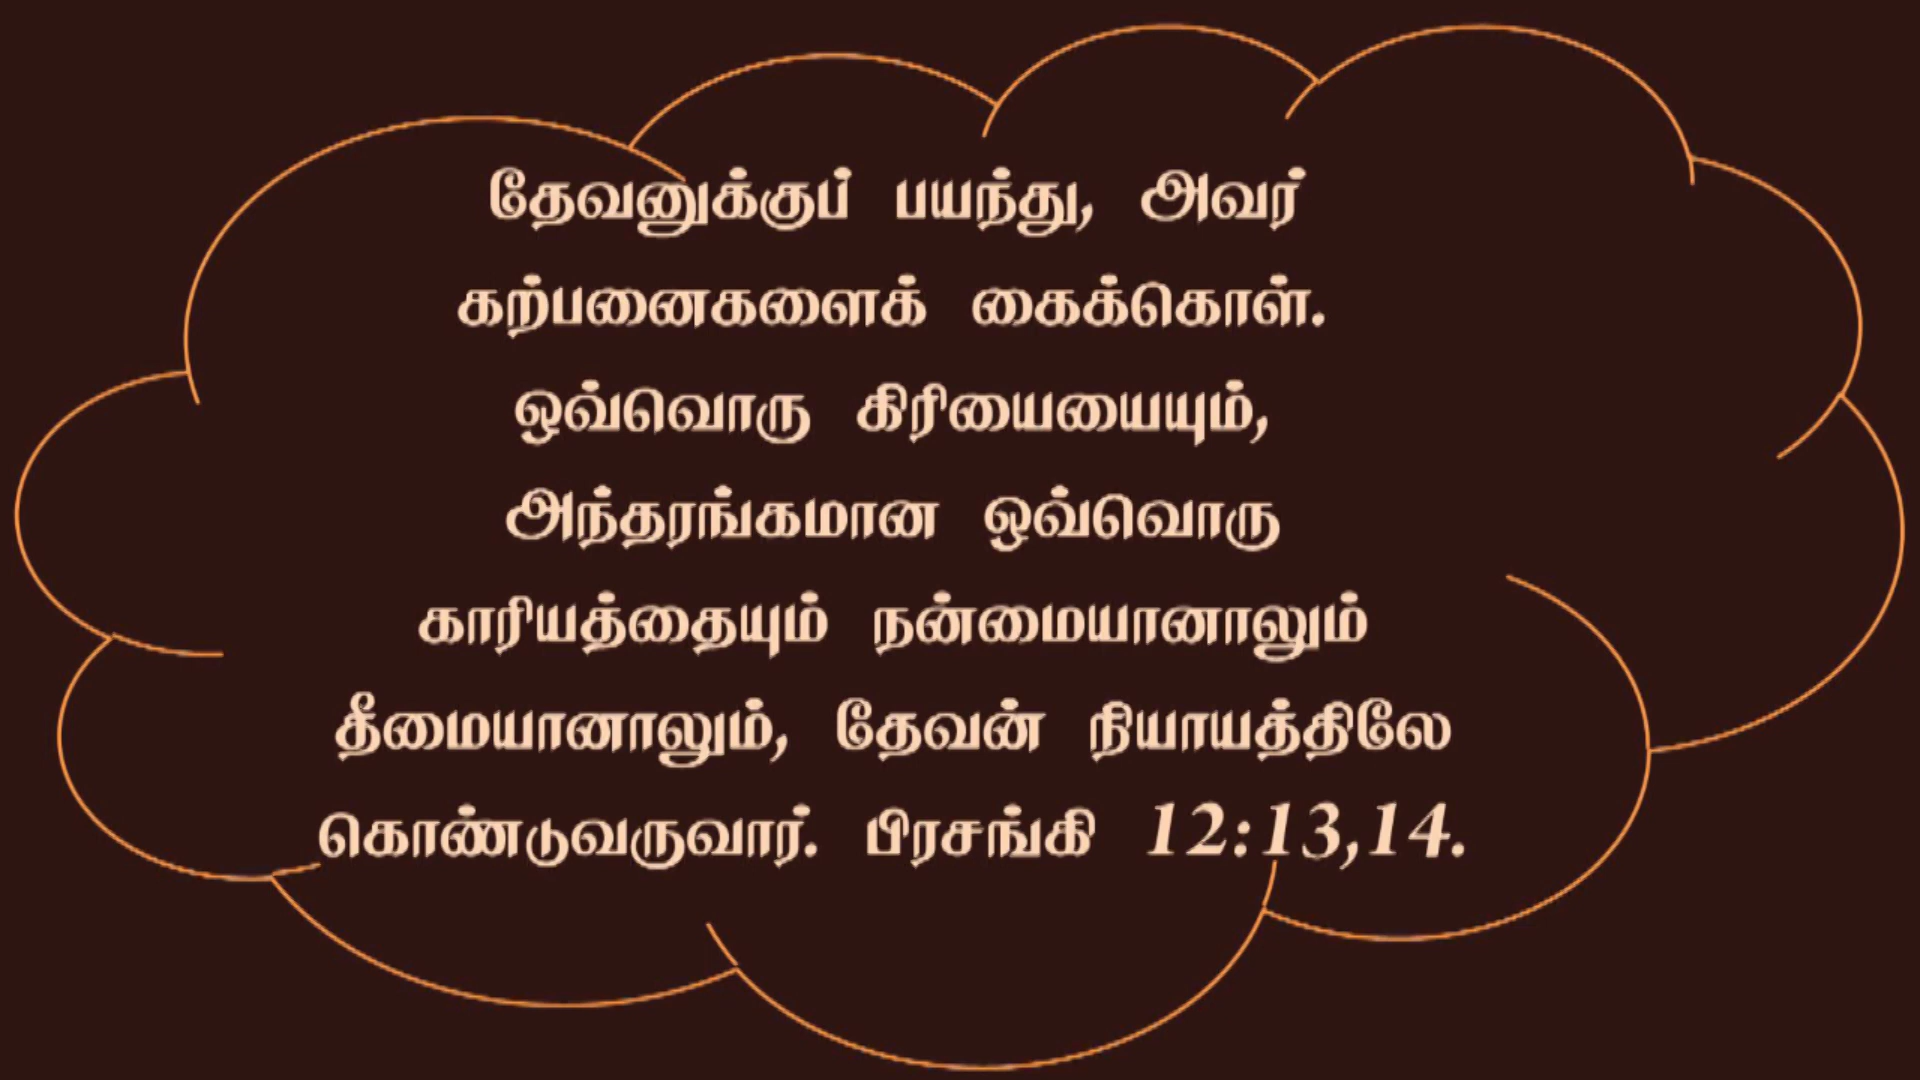 தேவனுக்குப் பயந்து, அவர்
கற்பனைகளைக் கைக்கொள்.
ஒவ்வொரு கிரியையையும்,
அந்தரங்கமான ஒவ்வொரு
காரியத்தையும் நன்மையானாலும்
தீமையானாலும், தேவன் நியாயத்திலே
கொண்டுவருவார். பிரசங்கி 12:13,14.